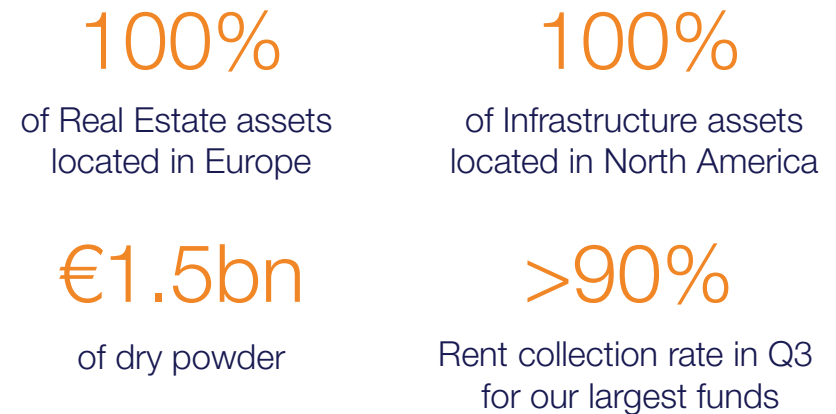 100%
of Real Estate assets
located in Europe
100%
of Infrastructure assets
located in North America
€1.5bn
of dry powder
>90%
Rent collection rate in Q3
for our largest funds